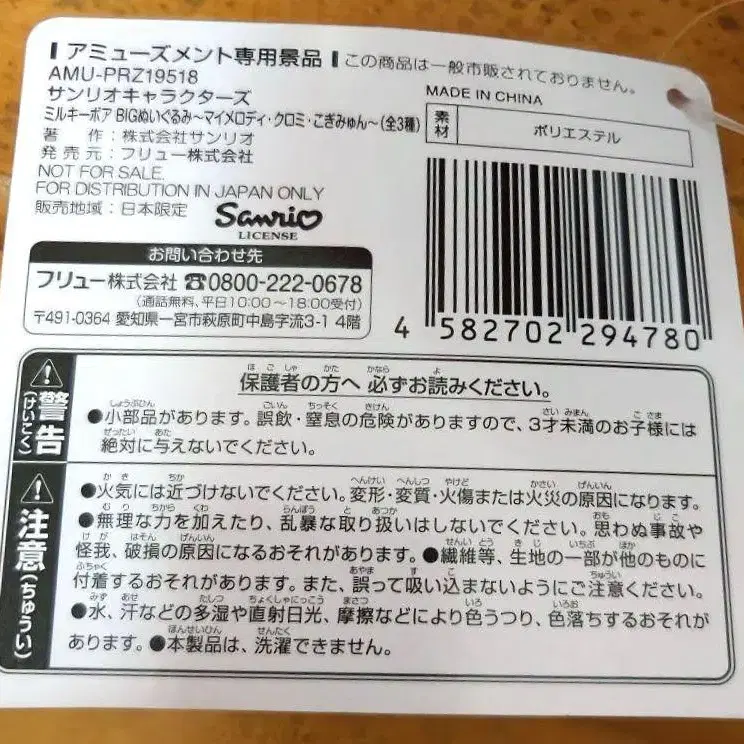 アミューズメント専用景品
この商品は一般市販されておりません。
AMU-PRZ19518
サンリオキャラクターズ
ミルキーボア BIGぬいぐるみ～マイメロディ・クロミ・こぎみゅん～(全3種)
著 作:株式会社サンリオ
発 売 元:フリュー株式会社
NOT FOR SALE.
FOR DISTRIBUTION IN JAPAN ONLY
販売地域:日本限定
Sanrio
LICENSE
MADE IN CHINA
素材
ポリエステル
4 582702 294780
お問い合わせ先
フリュー株式会社 ☎0800-222-0678
(通話無料、平日10:00～18:00受付)
〒491-0364 愛知県一宮市萩原町中島字流3-1 4階
警告(けいこく)
保護者の方へ 必ずお読みください。
●小部品があります。誤飲・窒息の危険がありますので、3才未満のお子様には
絶対に与えないでください。
注意(ちゅうい)
●火気には近づけないでください。変形・変質・火傷または火災の原因になります。
●無理な力を加えたり、乱暴な取り扱いはしないでください。思わぬ事故や
怪我、破損の原因になるおそれがあります。●繊維等、生地の一部が他のものに
付着するおそれがあります。また、誤って吸い込まないようにご注意ください。
●水、汗などの多湿や直射日光、摩擦などにより色うつり、色落ちするおそれが
あります。●本製品は、洗濯できません。